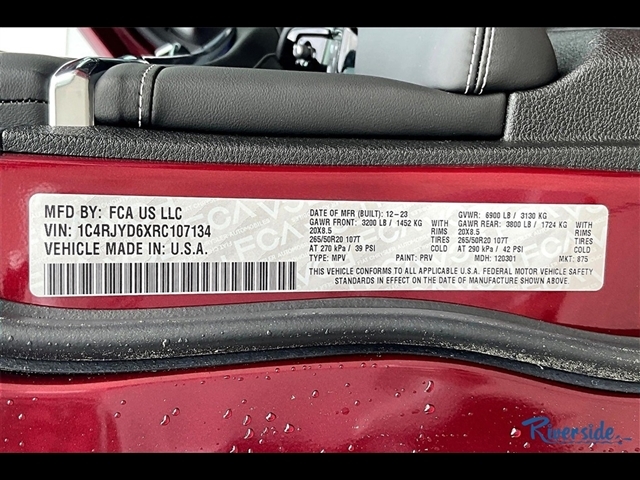 MFD BY: FCA US LLC
VIN: 1C4RJYD6XRC107134
VEHICLE MADE IN: U.S.A.
DATE OF MFR (BUILT): 12-23 GVWR: 6900 LB / 3130 KG
GAWR FRONT: 3200 LB / 1452 KG WITH GAWR REAR: 3800 LB / 1724 KG WITH
20X8.5 RIMS 20X8.5 RIMS
265/50R20 107T TIRES 265/50R20 107T TIRES
AT 270 kPa / 39 PSI COLD AT 290 kPa / 42 PSI COLD
TYPE: MPV PAINT: PRV MDH: 120301 MKT: 875
THIS VEHICLE CONFORMS TO ALL APPLICABLE U.S.A. FEDERAL MOTOR VEHICLE SAFETY
STANDARDS IN EFFECT ON THE DATE OF MANUFACTURE SHOWN ABOVE.
Riverside